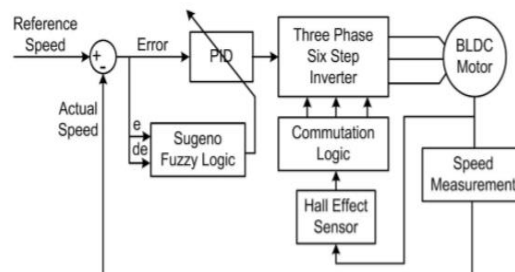 Reference
Speed
+
-
Error
PID
Three Phase
Six Step
Inverter
BLDC
Motor
Actual
Speed
e
de
Sugeno
Fuzzy Logic
Commutation
Logic
Speed
Measurement
Hall Effect
Sensor